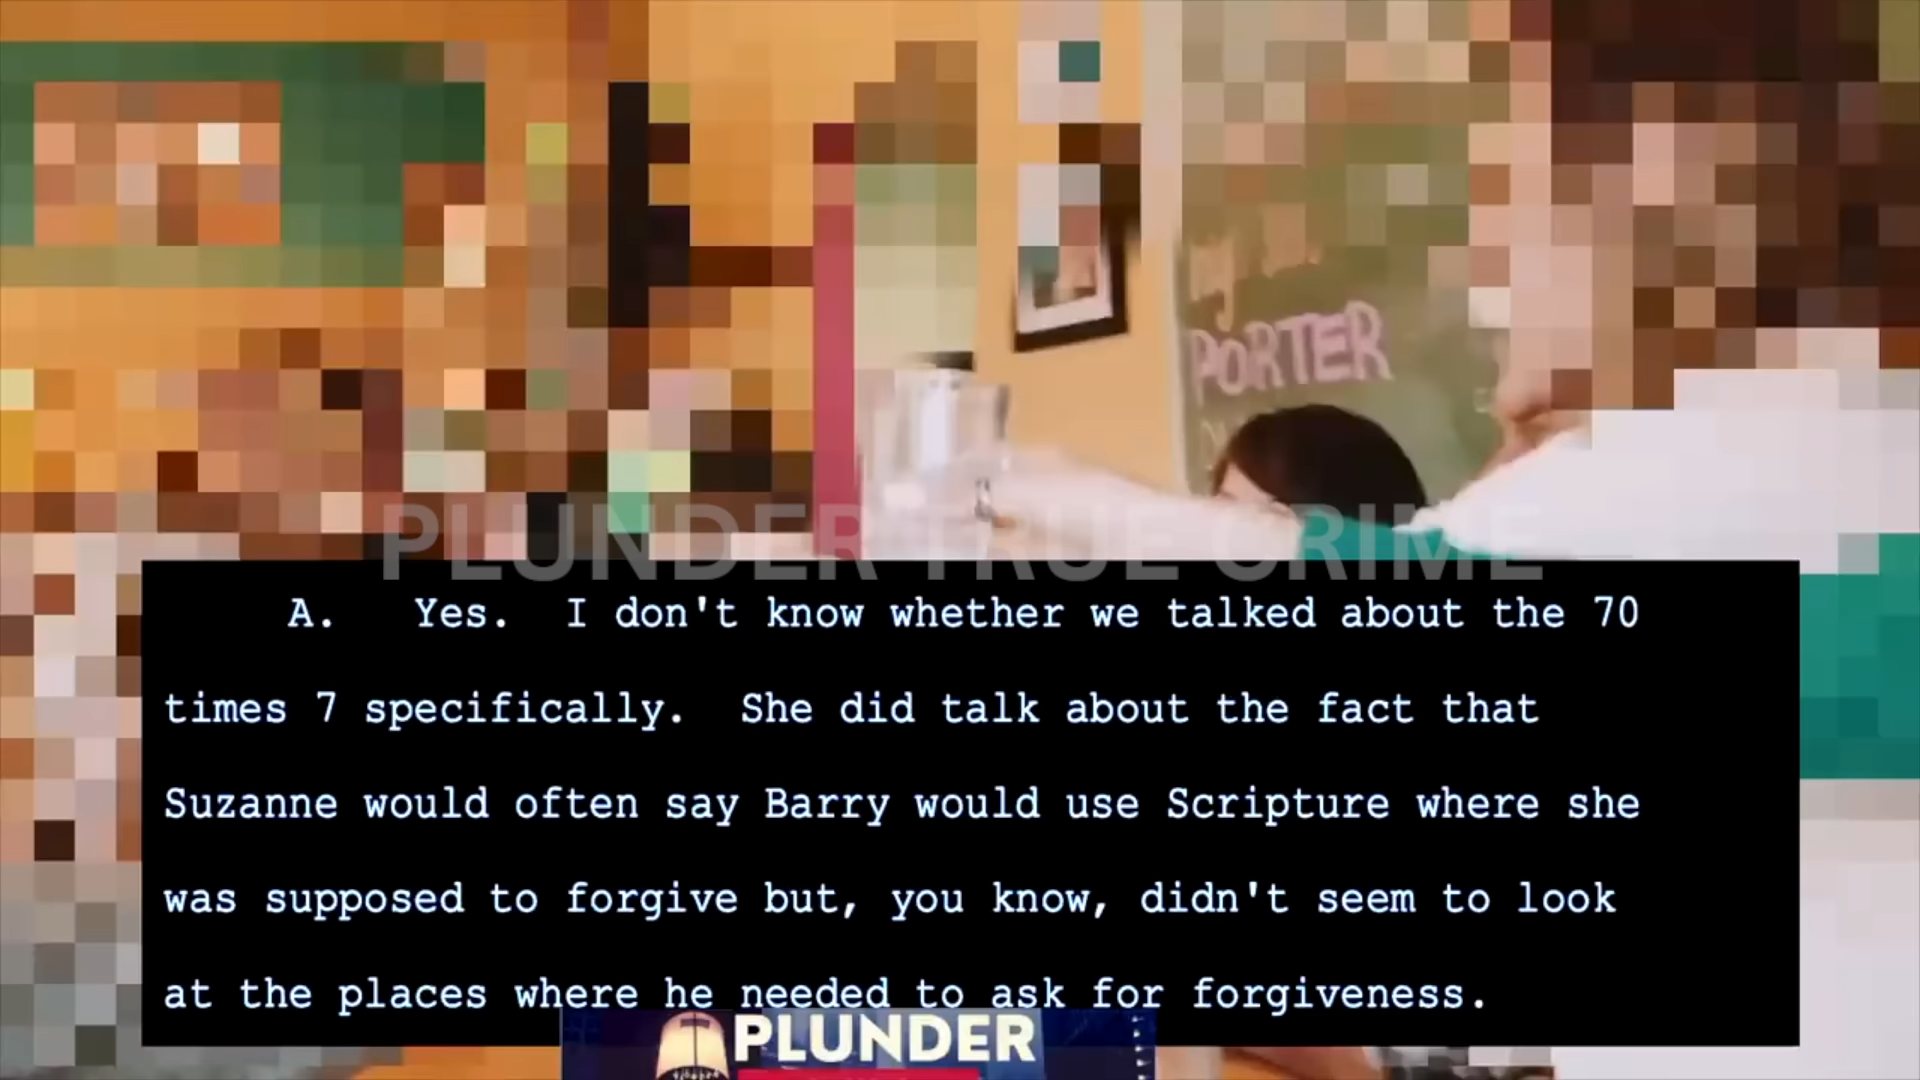 PORTER
PLUNDER TRUE CRIME
A. Yes. I don't know whether we talked about the 70
times 7 specifically. She did talk about the fact that
Suzanne would often say Barry would use Scripture where she
was supposed to forgive but, you know, didn't seem to look
at the places where he needed to ask for forgiveness.
PLUNDER